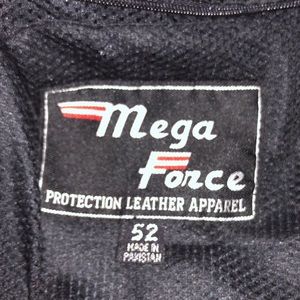 Mega
Force
PROTECTION LEATHER APPAREL
52
MADE IN
PAKISTAN